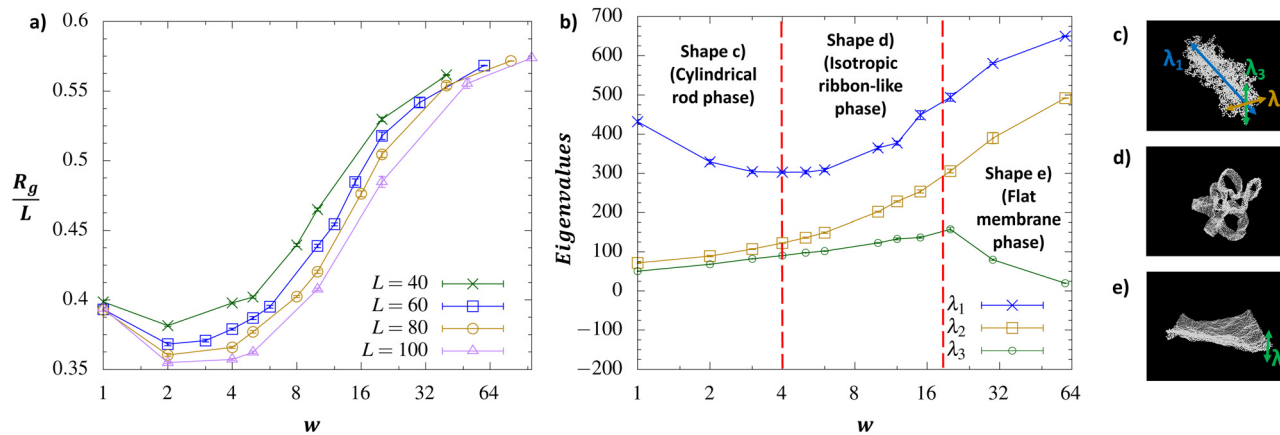 a)
0.6
0.55
0.5
0.45
0.4
0.35
R_g
L
1 2 4 8 16 32 64
w
L = 40
L = 60
L = 80
L = 100
b)
Eigenvalues
700
600
500
400
300
200
100
0
−100
−200
1 2 4 8 16 32 64
w
Shape c)
(Cylindrical
rod phase)
Shape d)
(Isotropic
ribbon-like
phase)
Shape e)
(Flat
membrane
phase)
λ₁
λ₂
λ₃
c)
λ₁
λ₃
λ
d)
e)
λ